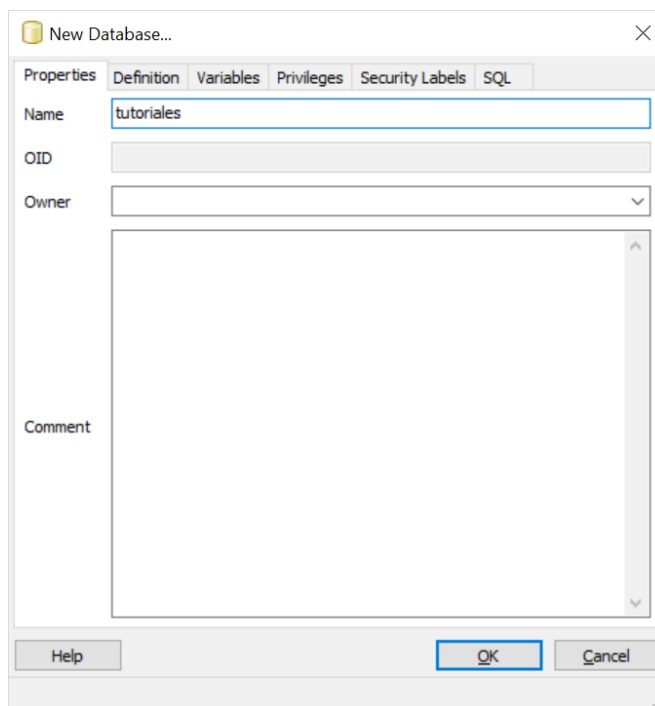 New Database...
Properties Definition Variables Privileges Security Labels SQL
Name tutoriales
OID
Owner
Comment
Help OK Cancel